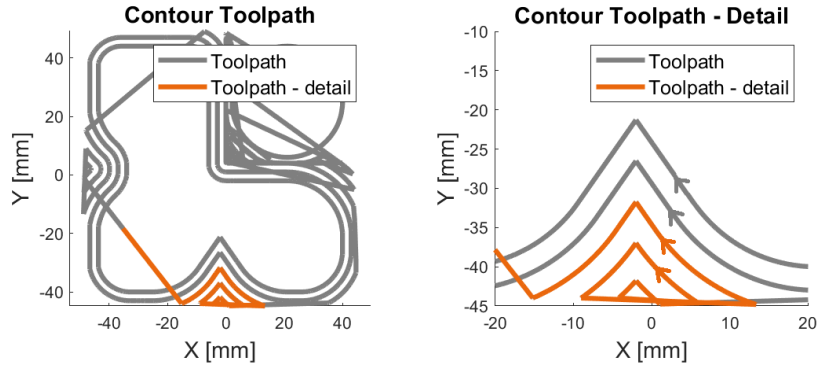 Contour Toolpath
Toolpath
Toolpath - detail
40
20
0
-20
-40
Y [mm]
-40
-20
0
20
40
X [mm]
Contour Toolpath - Detail
Toolpath
Toolpath - detail
-10
-15
-20
-25
-30
-35
-40
-45
Y [mm]
-20
-10
0
10
20
X [mm]